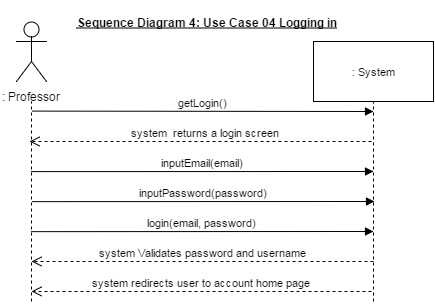 Sequence Diagram 4: Use Case 04 Logging in
: System
: Professor
getLogin()
system returns a login screen
inputEmail(email)
inputPassword(password)
login(email, password)
system Validates password and username
system redirects user to account home page